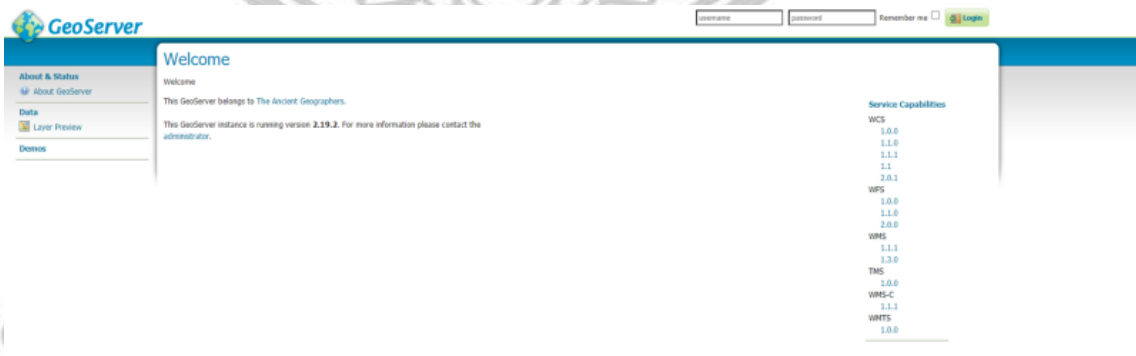 GeoServer
username password Remember me Login
Welcome
About & Status
About GeoServer
Data
Layer Preview
Demos
Welcome
This GeoServer belongs to The Ancient Geographers.
This GeoServer instance is running version 2.19.2. For more information please contact the
administrator.
Service Capabilities
WCS
1.0.0
1.1.0
1.1.1
1.1
2.0.1
WFS
1.0.0
1.1.0
2.0.0
WMS
1.1.1
1.3.0
TMS
1.0.0
WMS-C
1.1.1
WMTS
1.0.0